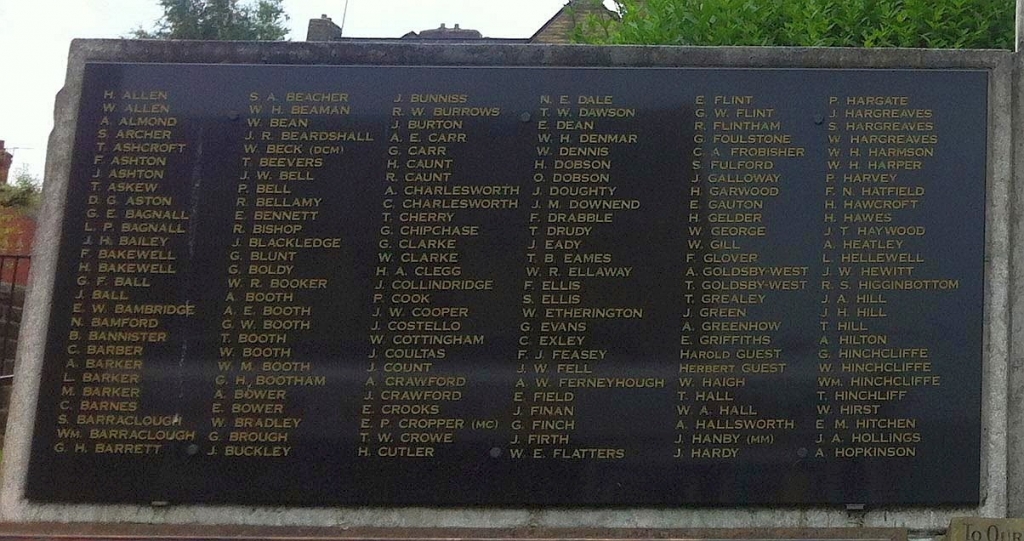 H. ALLEN
W. ALLEN
A. ALMOND
S. ARCHER
T. ASHCROFT
F. ASHTON
J. ASHTON
T. ASKEW
D. G. ASTON
G. E. BAGNALL
L. P. BAGNALL
J. H. BAILEY
F. BAKEWELL
H. BAKEWELL
G. F. BALL
J. BALL
E. W. BAMBRIDGE
N. BAMFORD
B. BANNISTER
C. BARBER
A. BARKER
L. BARKER
M. BARKER
C. BARNES
S. BARRACLOUGH
WM. BARRACLOUGH
G. H. BARRETT
S. A. BEACHER
W. H. BEAMAN
W. BEAN
J. R. BEARDSHALL
W. BECK (DCM)
T. BEEVERS
J. W. BELL
P. BELL
R. BELLAMY
E. BENNETT
R. BISHOP
J. BLACKLEDGE
G. BLUNT
G. BOLDY
W. R. BOOKER
A. BOOTH
A. E. BOOTH
G. W. BOOTH
T. BOOTH
W. BOOTH
W. M. BOOTH
G. H. BOOTHAM
A. BOWER
E. BOWER
W. BRADLEY
G. BROUGH
J. BUCKLEY
J. BUNNISS
R. W. BURROWS
J. BURTON
A. E. CARR
G. CARR
H. CAUNT
R. CAUNT
A. CHARLESWORTH
C. CHARLESWORTH
T. CHERRY
G. CHIPCHASE
G. CLARKE
W. CLARKE
H. A. CLEGG
J. COLLINDRIDGE
P. COOK
J. W. COOPER
J. COSTELLO
W. COTTINGHAM
J. COULTAS
J. COUNT
A. CRAWFORD
J. CRAWFORD
E. CROOKS
E. P. CROPPER (MC)
T. W. CROWE
H. CUTLER
N. E. DALE
T. W. DAWSON
E. DEAN
W. H. DENMAR
W. DENNIS
H. DOBSON
O. DOBSON
J. DOUGHTY
J. M. DOWNEND
F. DRABBLE
T. DRUDY
J. EADY
T. B. EAMES
W. R. ELLAWAY
F. ELLIS
S. ELLIS
W. ETHERINGTON
G. EVANS
C. EXLEY
F. J. FEASEY
J. W. FELL
A. W. FERNEYHOUGH
E. FIELD
J. FINAN
G. FINCH
J. FIRTH
W. E. FLATTERS
E. FLINT
G. W. FLINT
R. FLINTHAM
G. FOULSTONE
C. A. FROBISHER
S. FULFORD
J. GALLOWAY
H. GARWOOD
E. GAUTON
H. GELDER
W. GEORGE
W. GILL
F. GLOVER
A. GOLDSBY-WEST
T. GOLDSBY-WEST
T. GREALEY
J. GREEN
A. GREENHOW
E. GRIFFITHS
HAROLD GUEST
HERBERT GUEST
W. HAIGH
T. HALL
W. A. HALL
A. HALLSWORTH
J. HANBY (MM)
J. HARDY
P. HARGATE
J. HARGREAVES
S. HARGREAVES
W. HARGREAVES
W. H. HARMSON
W. H. HARPER
P. HARVEY
F. N. HATFIELD
H. HAWCROFT
H. HAWES
J. T. HAYWOOD
A. HEATLEY
L. HELLEWELL
J. W. HEWITT
R. S. HIGGINBOTTOM
J. A. HILL
J. H. HILL
T. HILL
A. HILTON
G. HINCHCLIFFE
W. HINCHCLIFFE
WM. HINCHCLIFFE
T. HINCHLIFF
W. HIRST
E. M. HITCHEN
J. A. HOLLINGS
A. HOPKINSON
TO OUR